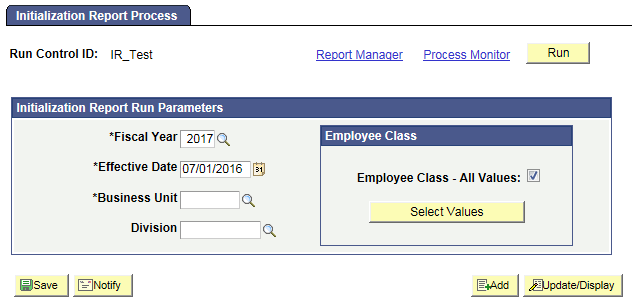 Initialization Report Process
Run Control ID: IR_Test Report Manager Process Monitor Run
Initialization Report Run Parameters
*Fiscal Year 2017
*Effective Date 07/01/2016 31
*Business Unit
Division
Employee Class
Employee Class - All Values:
Select Values
Save Notify Add Update/Display